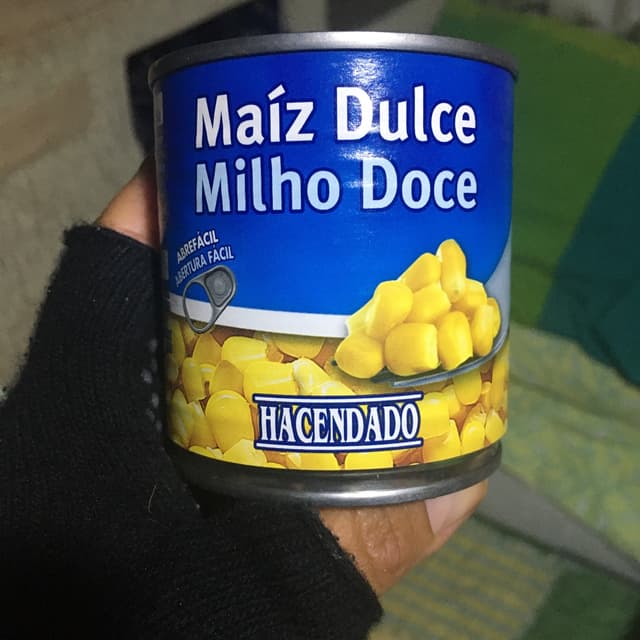 Maíz Dulce
Milho Doce
ABREFÁCIL
ABERTURA FÁCIL
HACENDADO